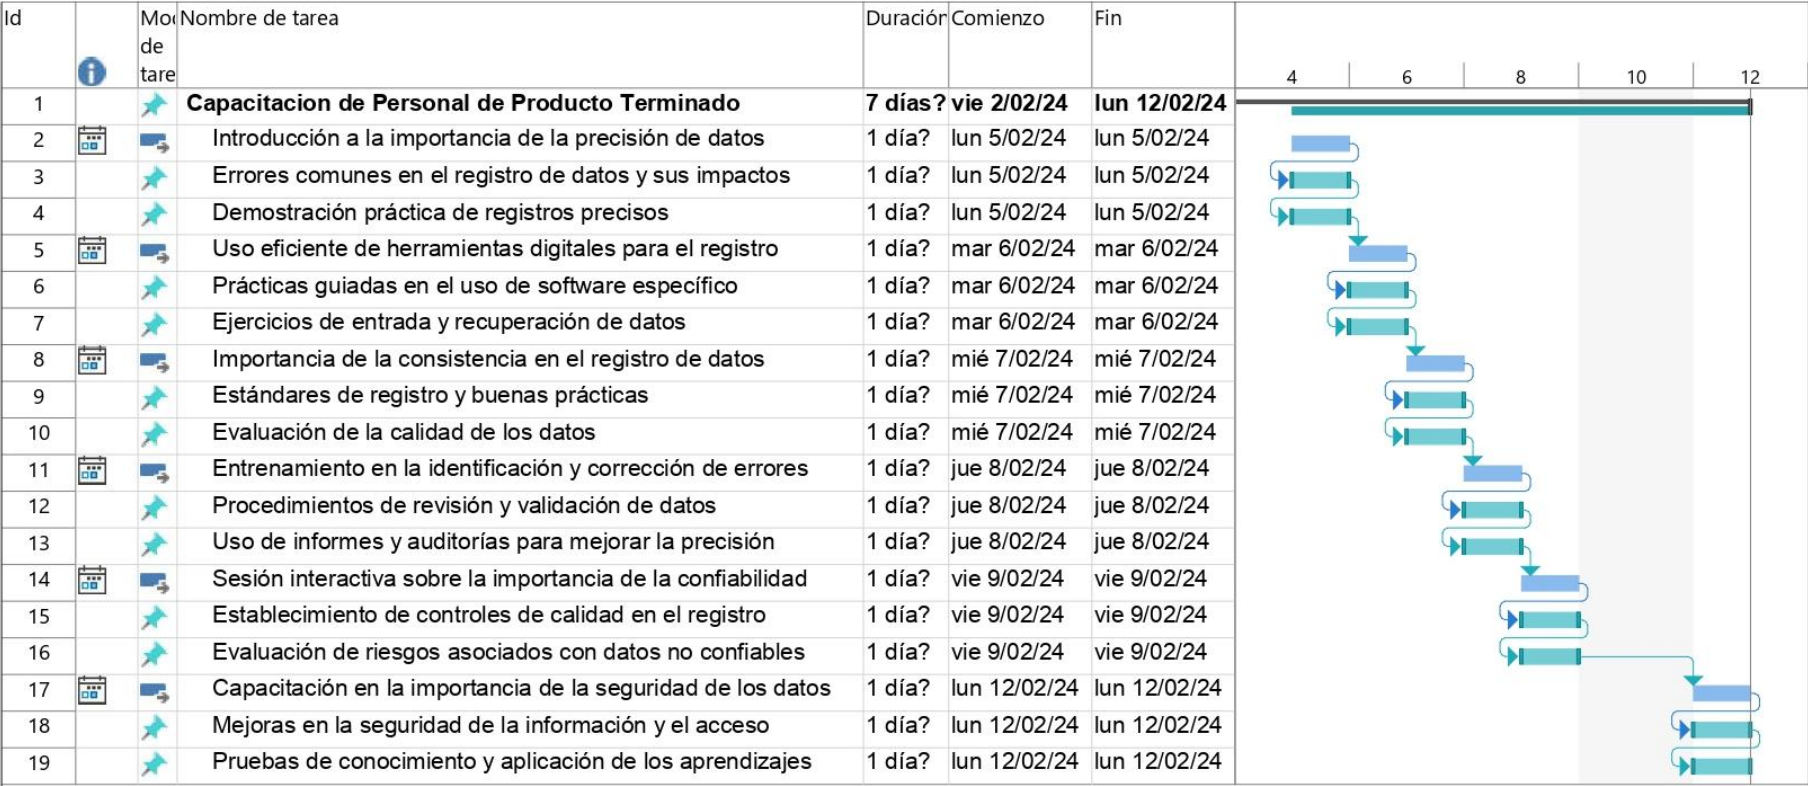 Id Mo Nombre de tarea Duración Comienzo Fin
de
tare
4 6 8 10 12
1 Capacitacion de Personal de Producto Terminado 7 días? vie 2/02/24 lun 12/02/24
2 Introducción a la importancia de la precisión de datos 1 día? lun 5/02/24 lun 5/02/24
3 Errores comunes en el registro de datos y sus impactos 1 día? lun 5/02/24 lun 5/02/24
4 Demostración práctica de registros precisos 1 día? lun 5/02/24 lun 5/02/24
5 Uso eficiente de herramientas digitales para el registro 1 día? mar 6/02/24 mar 6/02/24
6 Prácticas guiadas en el uso de software específico 1 día? mar 6/02/24 mar 6/02/24
7 Ejercicios de entrada y recuperación de datos 1 día? mar 6/02/24 mar 6/02/24
8 Importancia de la consistencia en el registro de datos 1 día? mié 7/02/24 mié 7/02/24
9 Estándares de registro y buenas prácticas 1 día? mié 7/02/24 mié 7/02/24
10 Evaluación de la calidad de los datos 1 día? mié 7/02/24 mié 7/02/24
11 Entrenamiento en la identificación y corrección de errores 1 día? jue 8/02/24 jue 8/02/24
12 Procedimientos de revisión y validación de datos 1 día? jue 8/02/24 jue 8/02/24
13 Uso de informes y auditorías para mejorar la precisión 1 día? jue 8/02/24 jue 8/02/24
14 Sesión interactiva sobre la importancia de la confiabilidad 1 día? vie 9/02/24 vie 9/02/24
15 Establecimiento de controles de calidad en el registro 1 día? vie 9/02/24 vie 9/02/24
16 Evaluación de riesgos asociados con datos no confiables 1 día? vie 9/02/24 vie 9/02/24
17 Capacitación en la importancia de la seguridad de los datos 1 día? lun 12/02/24 lun 12/02/24
18 Mejoras en la seguridad de la información y el acceso 1 día? lun 12/02/24 lun 12/02/24
19 Pruebas de conocimiento y aplicación de los aprendizajes 1 día? lun 12/02/24 lun 12/02/24